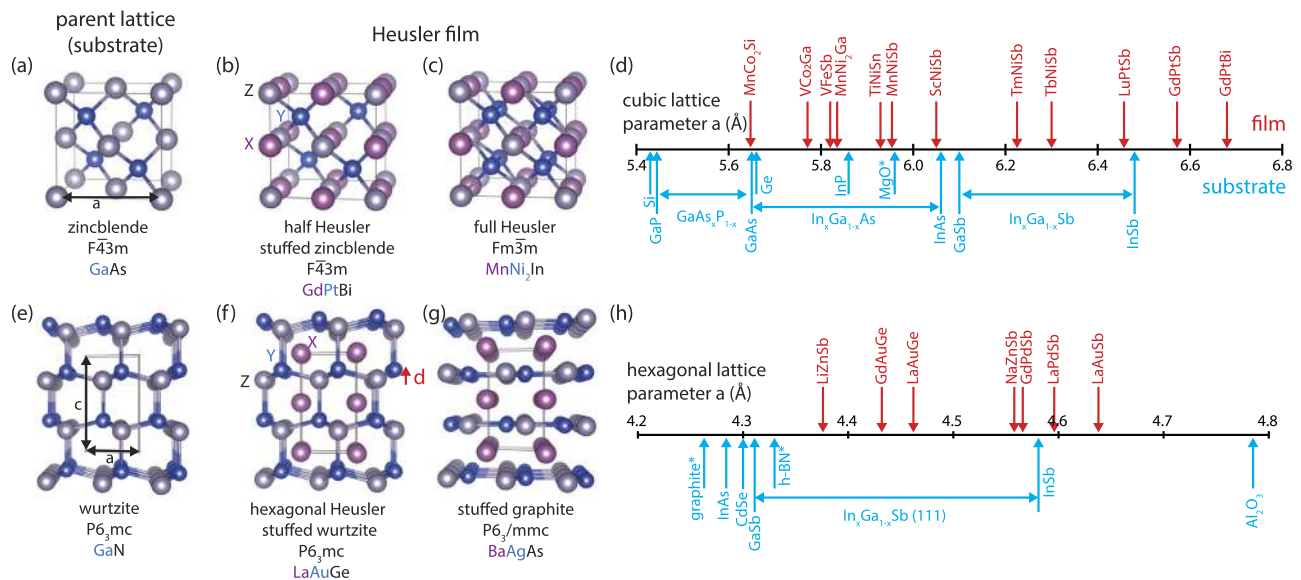 parent lattice
(substrate)
Heusler film
(a)
(b)
(c)
Z
Y
X
a
zincblende
F4̅3m
GaAs
half Heusler
stuffed zincblende
F4̅3m
GdPtBi
full Heusler
Fm3̅m
MnNi₂In
(d)
cubic lattice
parameter a (Å)
MnCo₂Si
VCo₂Ga
VFeSb
MnNi₂Ga
TiNiSn
MnNiSb
ScNiSb
TmNiSb
TbNiSb
LuPtSb
GdPtSb
GdPtBi
film
5.4
5.6
5.8
6.0
6.2
6.4
6.6
6.8
substrate
Si
GaP
GaAsₓP₁₋ₓ
GaAs
Ge
InP
MgO*
InₓGa₁₋ₓAs
InAs
GaSb
InₓGa₁₋ₓSb
InSb
(e)
(f)
(g)
c
a
X
Y
Z
d
wurtzite
P6₃mc
GaN
hexagonal Heusler
stuffed wurtzite
P6₃mc
LaAuGe
stuffed graphite
P6₃/mmc
BaAgAs
(h)
hexagonal lattice
parameter a (Å)
LiZnSb
GdAuGe
LaAuGe
NaZnSb
GdPdSb
LaPdSb
LaAuSb
4.2
4.3
4.4
4.5
4.6
4.7
4.8
graphite*
InAs
CdSe
GaSb
h-BN*
InₓGa₁₋ₓSb (111)
InSb
Al₂O₃